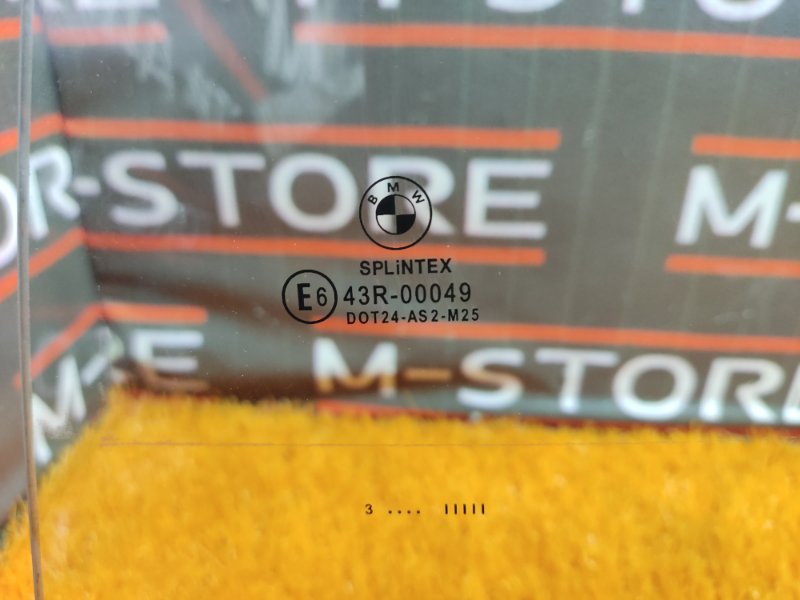 M-STORE
M-
BMW
SPLiNTEX
E6 43R-00049
DOT24-AS2-M25
M-E
M-STORE
3 .... IIIII